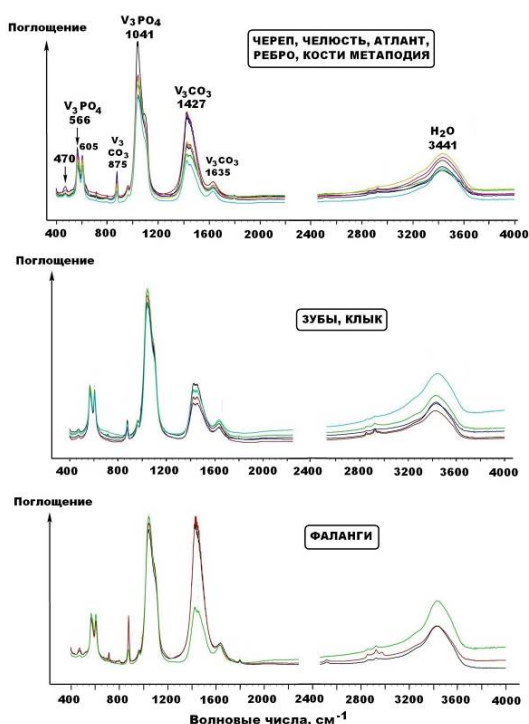 Поглощение
V3PO4
1041
ЧЕРЕП, ЧЕЛЮСТЬ, АТЛАНТ,
РЕБРО, КОСТИ МЕТАПОДИЯ
V3PO4
566
605
470
V3
CO3
875
V3CO3
1427
V3CO3
1635
H2O
3441
400 800 1200 1600 2000 2400 2800 3200 3600 4000
Поглощение
ЗУБЫ, КЛЫК
400 800 1200 1600 2000 2400 2800 3200 3600 4000
Поглощение
ФАЛАНГИ
400 800 1200 1600 2000 2400 2800 3200 3600 4000
Волновые числа, см-1